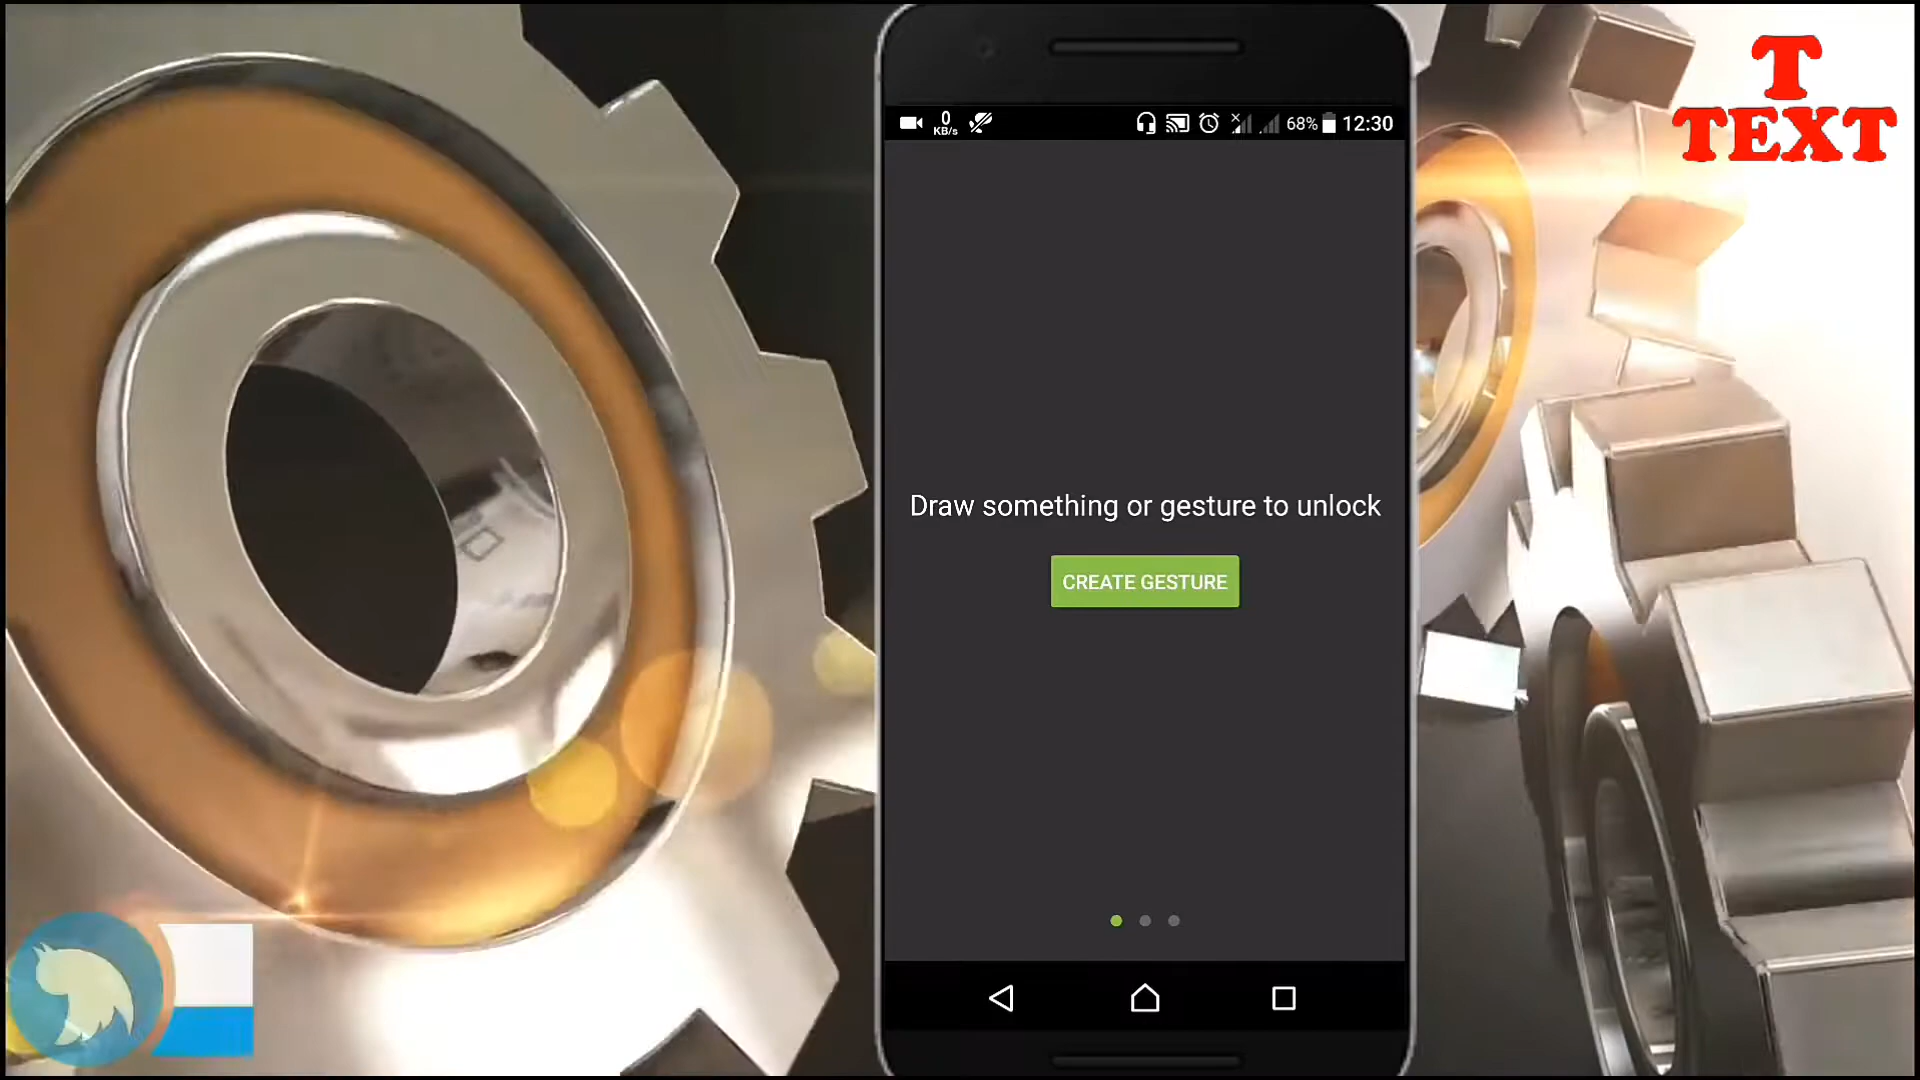 T
TEXT
0
KB/s
68%
12:30
Draw something or gesture to unlock
CREATE GESTURE